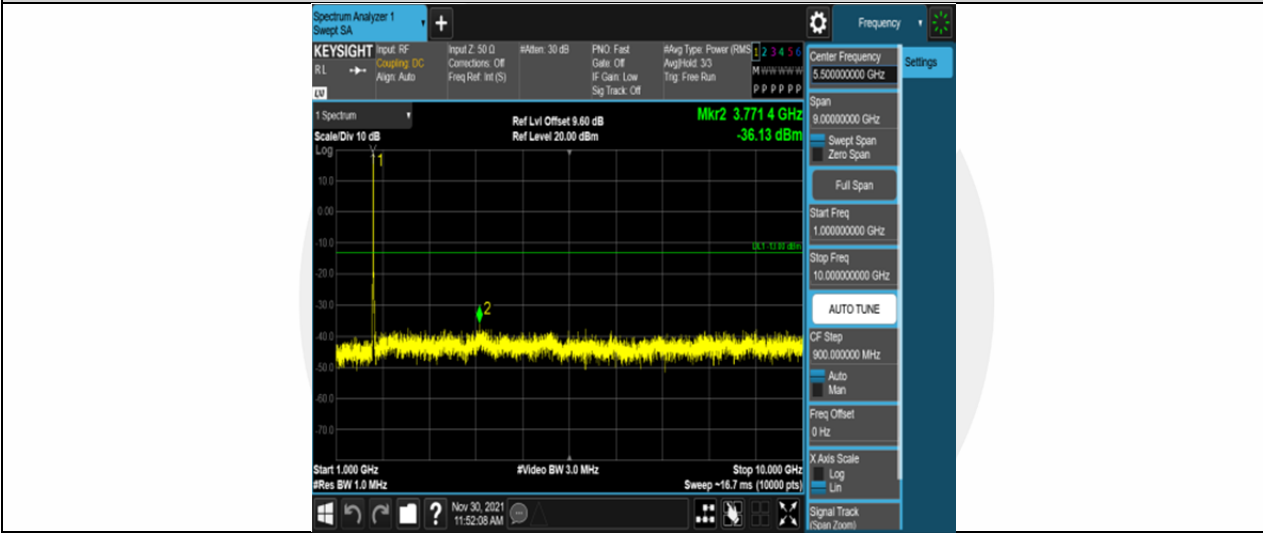 Spectrum Analyzer 1
Swept SA
+
Frequency
KEYSIGHT
RL
LV
Input: RF
Coupling: DC
Align: Auto
Input Z: 50 Ω
Corrections: Off
Freq Ref: Int (S)
#Atten: 30 dB
PNO: Fast
Gate: Off
IF Gain: Low
Sig Track: Off
#Avg Type: Power (RMS
Avg|Hold: 3/3
Trig: Free Run
1 2 3 4 5 6
M W W W W W
P P P P P P
1 Spectrum
Scale/Div 10 dB
Log
Ref Lvl Offset 9.60 dB
Ref Level 20.00 dBm
Mkr2 3.771 4 GHz
-36.13 dBm
1
10.0
0.00
-10.0
DL1 -13.00 dBm
-20.0
-30.0
2
-40.0
-50.0
-60.0
-70.0
Start 1.000 GHz
#Video BW 3.0 MHz
Stop 10.000 GHz
#Res BW 1.0 MHz
Sweep ~16.7 ms (10000 pts)
?
Nov 30, 2021
11:52:08 AM
Center Frequency
5.500000000 GHz
Settings
Span
9.00000000 GHz
Swept Span
Zero Span
Full Span
Start Freq
1.000000000 GHz
Stop Freq
10.000000000 GHz
AUTO TUNE
CF Step
900.000000 MHz
Auto
Man
Freq Offset
0 Hz
X Axis Scale
Log
Lin
Signal Track
(Span Zoom)